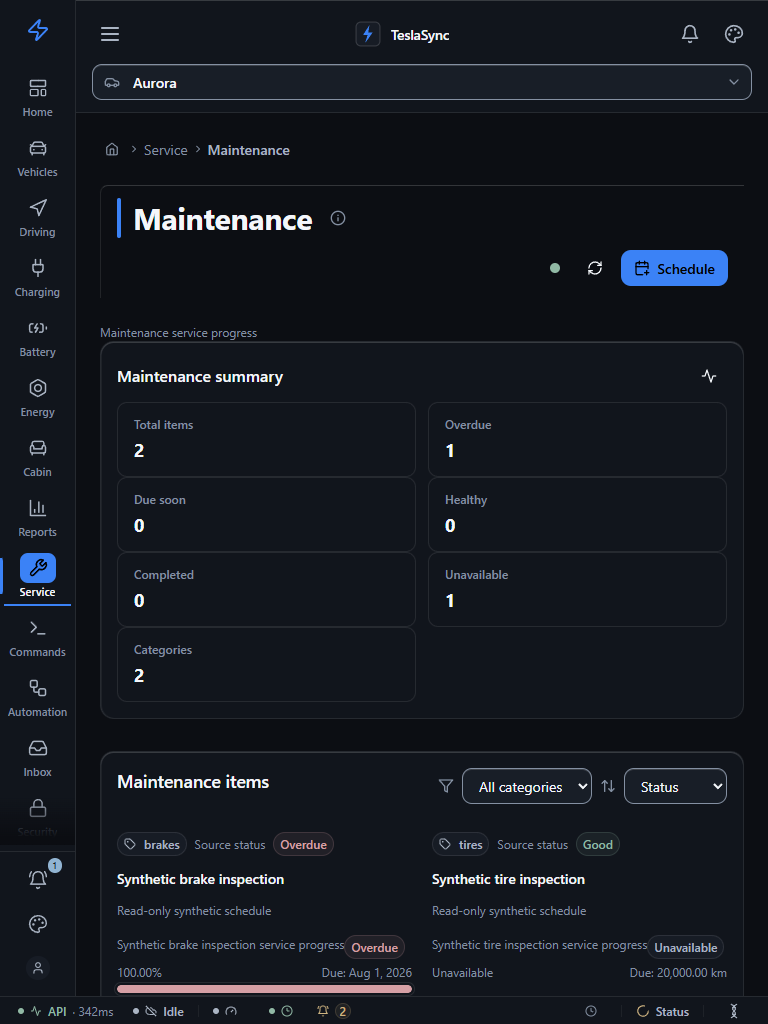 TeslaSync
Aurora
Home
Vehicles
Driving
Charging
Battery
Energy
Cabin
Reports
Service
Commands
Automation
Inbox
Security
1
Service > Maintenance
Maintenance
Schedule
Maintenance service progress
Maintenance summary
Total items
2
Overdue
1
Due soon
0
Healthy
0
Completed
0
Unavailable
1
Categories
2
Maintenance items
All categories
Status
brakes Source status Overdue
Synthetic brake inspection
Read-only synthetic schedule
Synthetic brake inspection service progress Overdue
100.00% Due: Aug 1, 2026
tires Source status Good
Synthetic tire inspection
Read-only synthetic schedule
Synthetic tire inspection service progress Unavailable
Unavailable Due: 20,000.00 km
API · 342ms Idle 2 Status